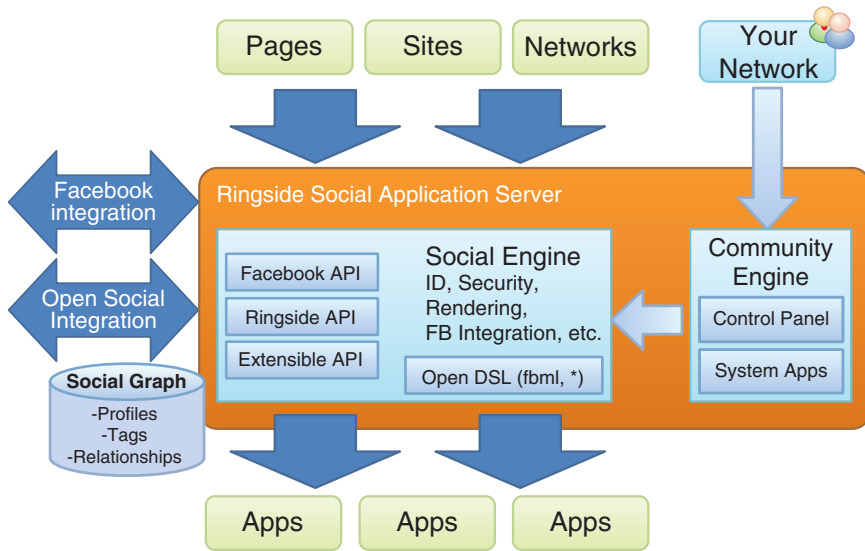 Pages
Sites
Networks
Your
Network
Facebook
integration
Ringside Social Application Server
Open Social
Integration
Facebook API
Ringside API
Extensible API
Social Engine
ID, Security,
Rendering,
FB Integration, etc.
Open DSL (fbml, *)
Community
Engine
Control Panel
System Apps
Social Graph
-Profiles
-Tags
-Relationships
Apps
Apps
Apps